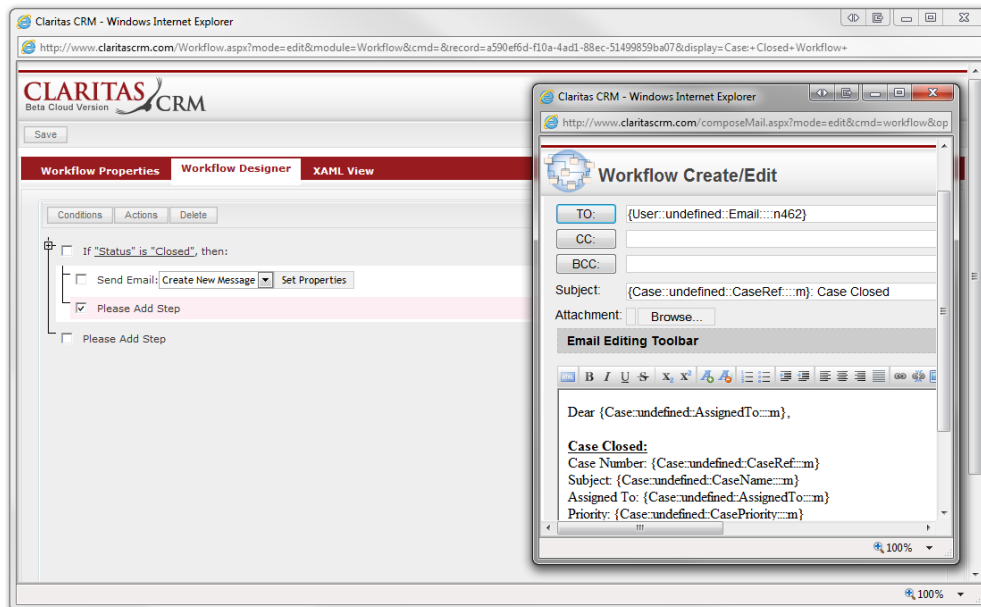 Claritas CRM - Windows Internet Explorer
http://www.claritascrm.com/Workflow.aspx?mode=edit&module=Workflow&cmd=&record=a590ef6d-f10a-4ad1-88ec-51499859ba07&display=Case:+Closed+Workflow+
CLARITAS CRM
Beta Cloud Version
Save
Workflow Properties Workflow Designer XAML View
Conditions Actions Delete
If "Status" is "Closed", then:
Send Email: Create New Message Set Properties
Please Add Step
Please Add Step
100%
Claritas CRM - Windows Internet Explorer
http://www.claritascrm.com/composeMail.aspx?mode=edit&cmd=workflow&op
Workflow Create/Edit
TO: {User::undefined::Email::::n462}
CC:
BCC:
Subject: {Case::undefined::CaseRef::::m}: Case Closed
Attachment: Browse...
Email Editing Toolbar
B I U S X₂ X² A A
Dear {Case::undefined::AssignedTo::::m},
Case Closed:
Case Number: {Case::undefined::CaseRef::::m}
Subject: {Case::undefined::CaseName::::m}
Assigned To: {Case::undefined::AssignedTo::::m}
Priority: {Case::undefined::CasePriority::::m}
100%